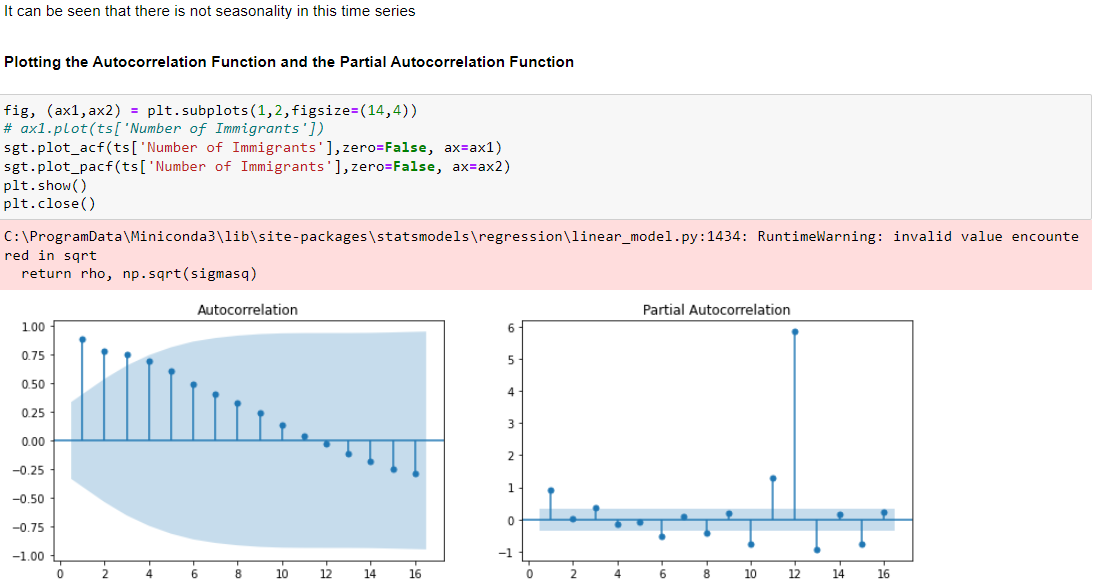 It can be seen that there is not seasonality in this time series
Plotting the Autocorrelation Function and the Partial Autocorrelation Function
fig, (ax1,ax2) = plt.subplots(1,2,figsize=(14,4))
# ax1.plot(ts['Number of Immigrants'])
sgt.plot_acf(ts['Number of Immigrants'],zero=False, ax=ax1)
sgt.plot_pacf(ts['Number of Immigrants'],zero=False, ax=ax2)
plt.show()
plt.close()
C:\ProgramData\Miniconda3\lib\site-packages\statsmodels\regression\linear_model.py:1434: RuntimeWarning: invalid value encounte
red in sqrt
  return rho, np.sqrt(sigmasq)
Autocorrelation
1.00
0.75
0.50
0.25
0.00
−0.25
−0.50
−0.75
−1.00
0 2 4 6 8 10 12 14 16
Partial Autocorrelation
6
5
4
3
2
1
0
−1
0 2 4 6 8 10 12 14 16